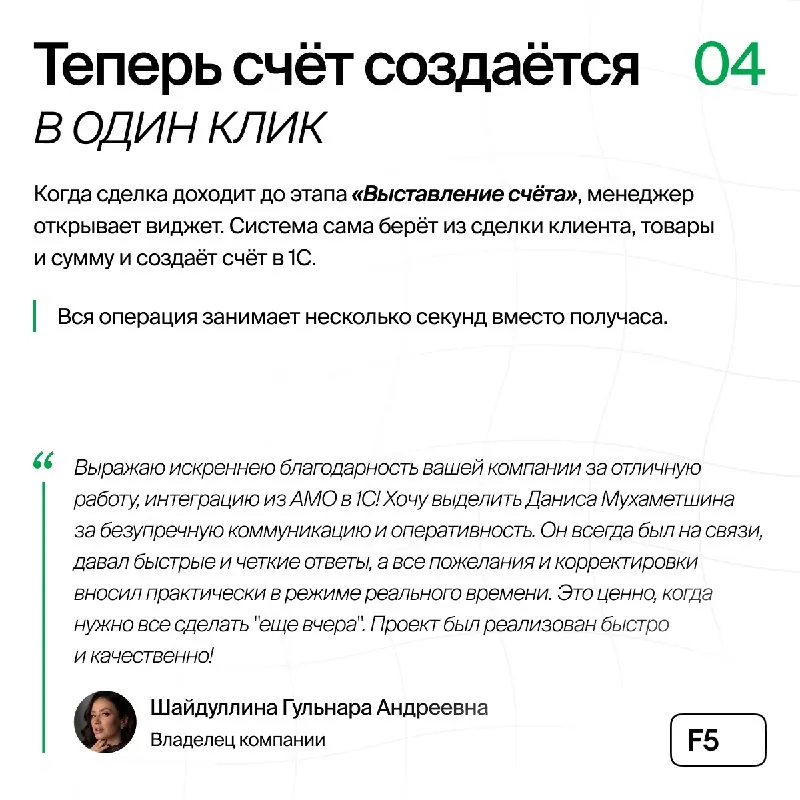 Теперь счёт создаётся
04
в один клик
Когда сделка доходит до этапа «Выставление счёта», менеджер
открывает виджет. Система сама берёт из сделки клиента, товары
и сумму и создаёт счёт в 1С.
Вся операция занимает несколько секунд вместо получаса.
“
Выражаю искреннею благодарность вашей компании за отличную
работу, интеграцию из АМО в 1С! Хочу выделить Даниса Мухаметшина
за безупречную коммуникацию и оперативность. Он всегда был на связи,
давал быстрые и четкие ответы, а все пожелания и корректировки
вносил практически в режиме реального времени. Это ценно, когда
нужно все сделать "еще вчера". Проект был реализован быстро
и качественно!
Шайдуллина Гульнара Андреевна
Владелец компании
F5